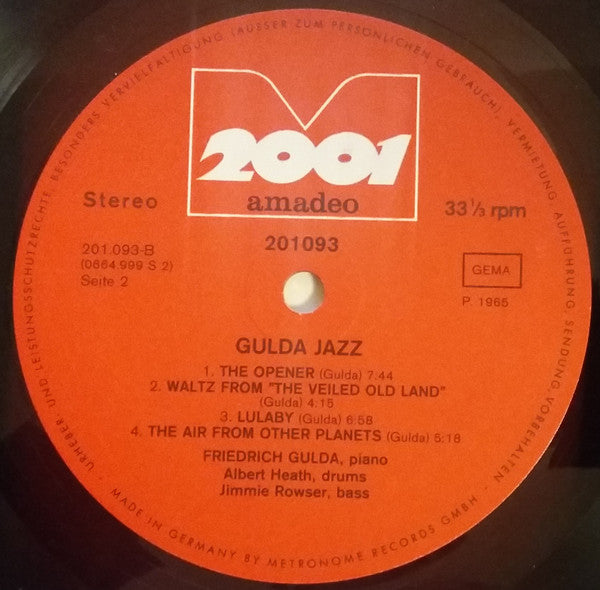 URHEBER- UND LEISTUNGSSCHUTZRECHTE, BESONDERS VERVIELFÄLTIGUNG (AUSSER ZUM PERSÖNLICHEN GEBRAUCH), VERMIETUNG, AUFFÜHRUNG, SENDUNG, VORBEHALTEN
2001
amadeo
Stereo
33 1/3 rpm
201093
201.093-B
(0664.999 S 2)
Seite 2
GEMA
P. 1965
GULDA JAZZ
1. THE OPENER (Gulda) 7:44
2. WALTZ FROM "THE VEILED OLD LAND"
(Gulda) 4:15
3. LULABY (Gulda) 6:58
4. THE AIR FROM OTHER PLANETS (Gulda) 5:18
FRIEDRICH GULDA, piano
Albert Heath, drums
Jimmie Rowser, bass
MADE IN GERMANY BY METRONOME RECORDS GMBH